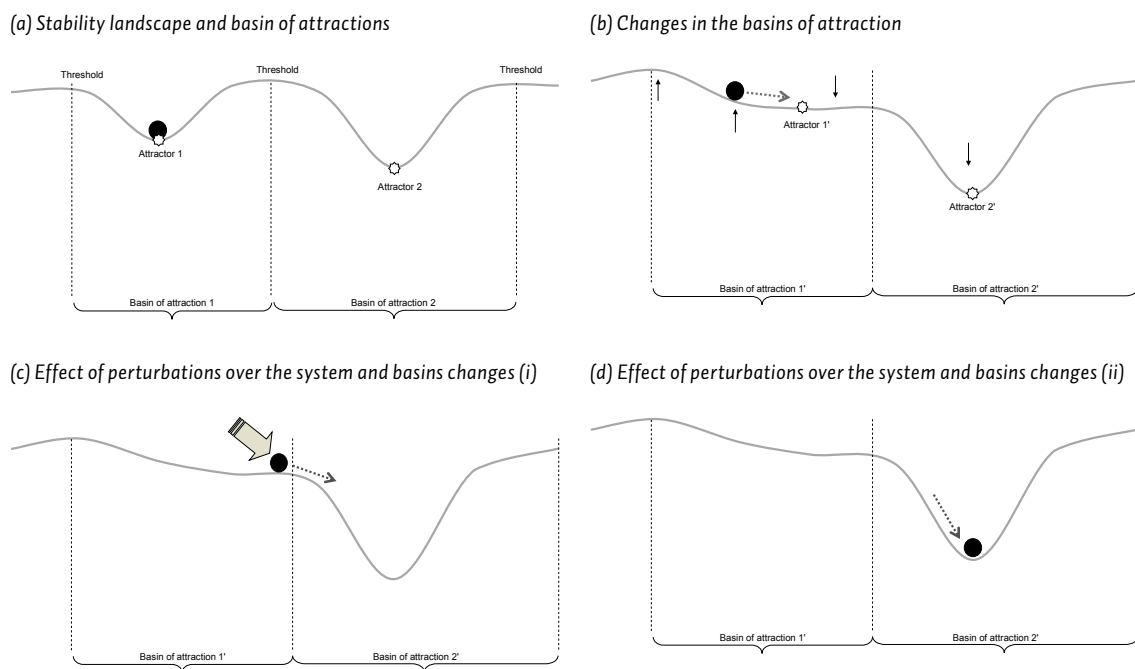 (a) Stability landscape and basin of attractions
Threshold
Threshold
Threshold
Attractor 1
Attractor 2
Basin of attraction 1
Basin of attraction 2
(b) Changes in the basins of attraction
Attractor 1'
Attractor 2'
Basin of attraction 1'
Basin of attraction 2'
(c) Effect of perturbations over the system and basins changes (i)
Basin of attraction 1'
Basin of attraction 2'
(d) Effect of perturbations over the system and basins changes (ii)
Basin of attraction 1'
Basin of attraction 2'